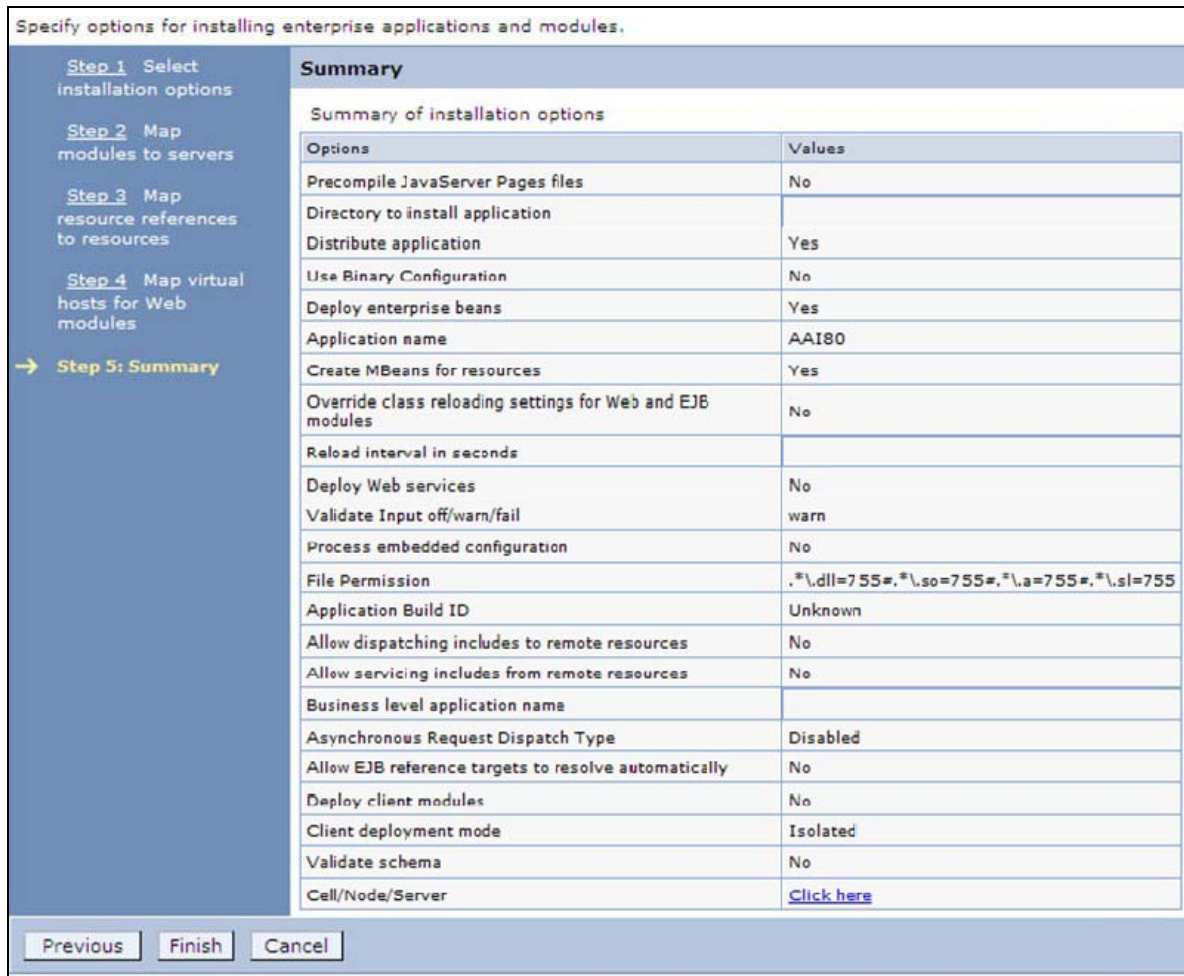 Specify options for installing enterprise applications and modules.
Step 1 Select
installation options
Step 2 Map
modules to servers
Step 3 Map
resource references
to resources
Step 4 Map virtual
hosts for Web
modules
→ Step 5: Summary
Summary
Summary of installation options
Options Values
Precompile JavaServer Pages files No
Directory to install application
Distribute application Yes
Use Binary Configuration No
Deploy enterprise beans Yes
Application name AAI80
Create MBeans for resources Yes
Override class reloading settings for Web and EJB
modules No
Reload interval in seconds
Deploy Web services No
Validate Input off/warn/fail warn
Process embedded configuration No
File Permission .*\.dll=755#.*\.so=755#.*\.a=755#.*\.sl=755
Application Build ID Unknown
Allow dispatching includes to remote resources No
Allow servicing includes from remote resources No
Business level application name
Asynchronous Request Dispatch Type Disabled
Allow EJB reference targets to resolve automatically No
Deploy client modules No
Client deployment mode Isolated
Validate schema No
Cell/Node/Server Click here
Previous Finish Cancel